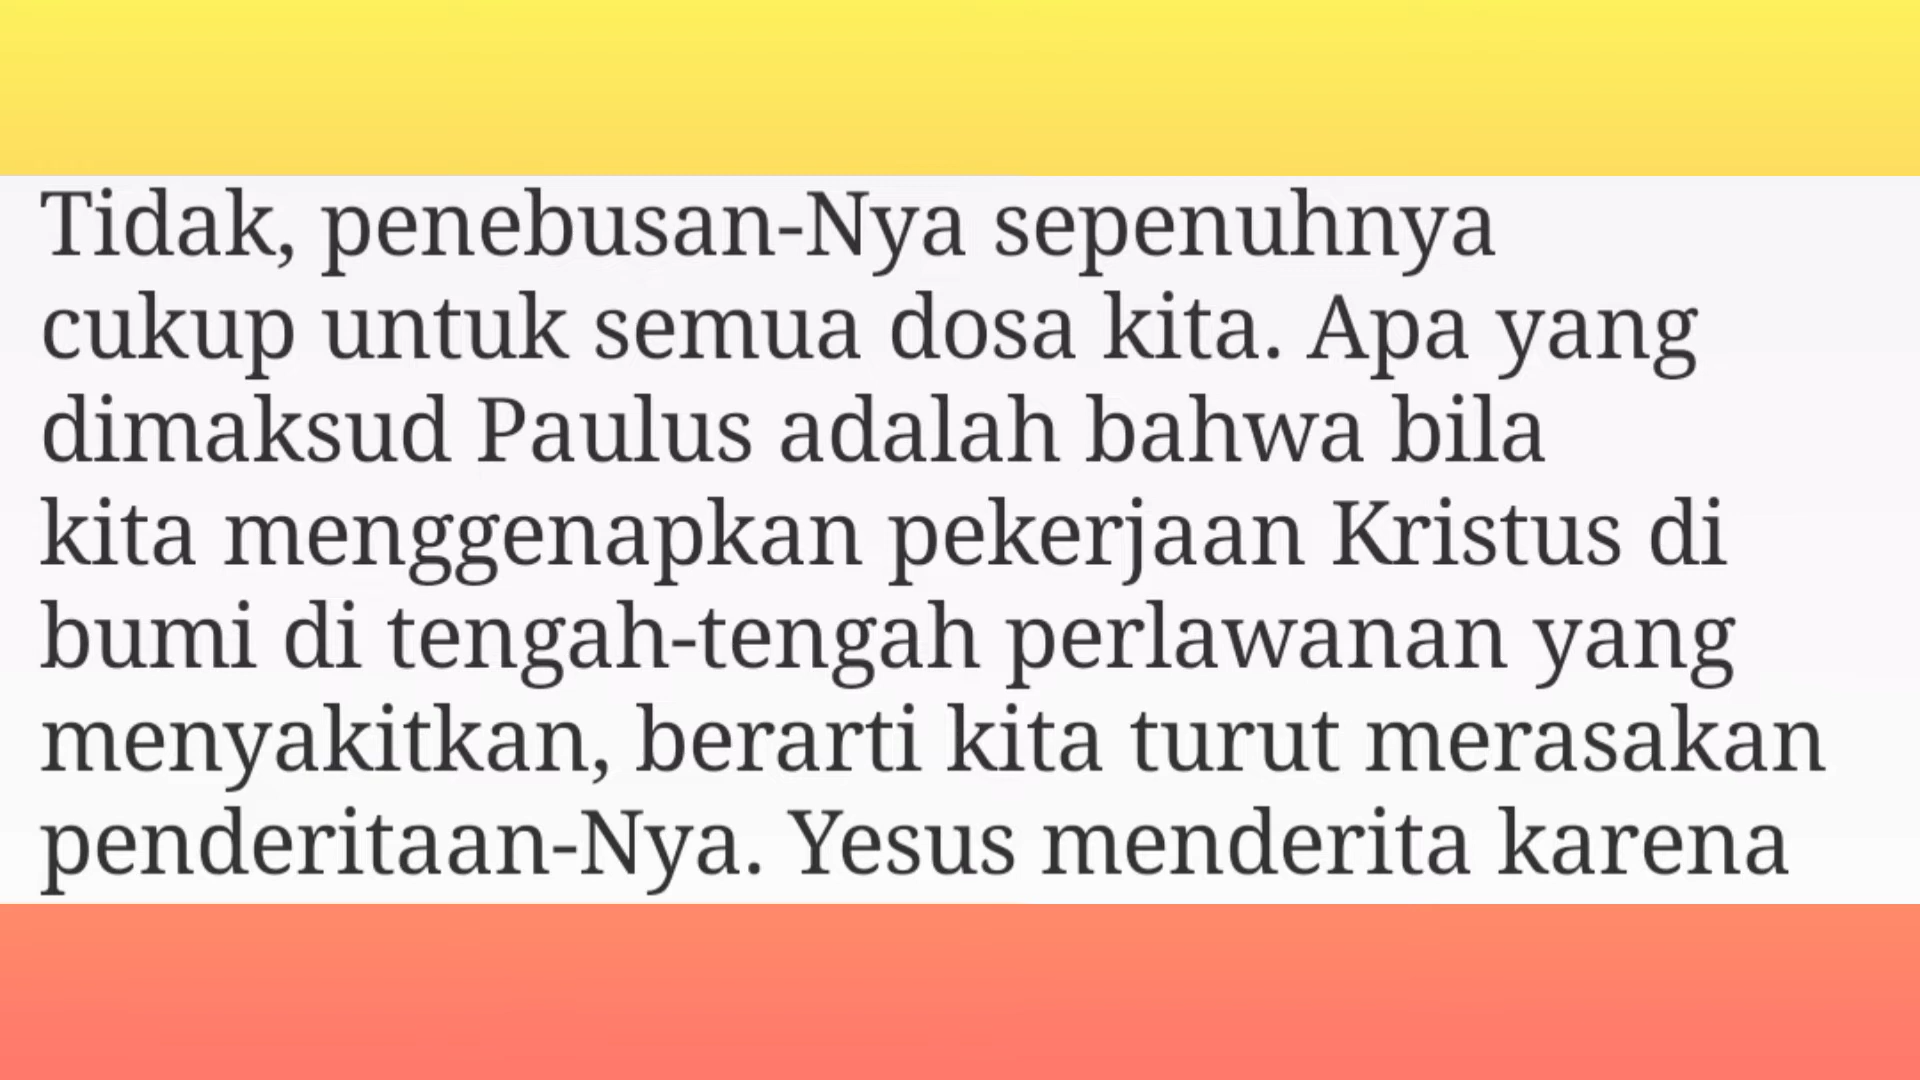 Tidak, penebusan-Nya sepenuhnya
cukup untuk semua dosa kita. Apa yang
dimaksud Paulus adalah bahwa bila
kita menggenapkan pekerjaan Kristus di
bumi di tengah-tengah perlawanan yang
menyakitkan, berarti kita turut merasakan
penderitaan-Nya. Yesus menderita karena